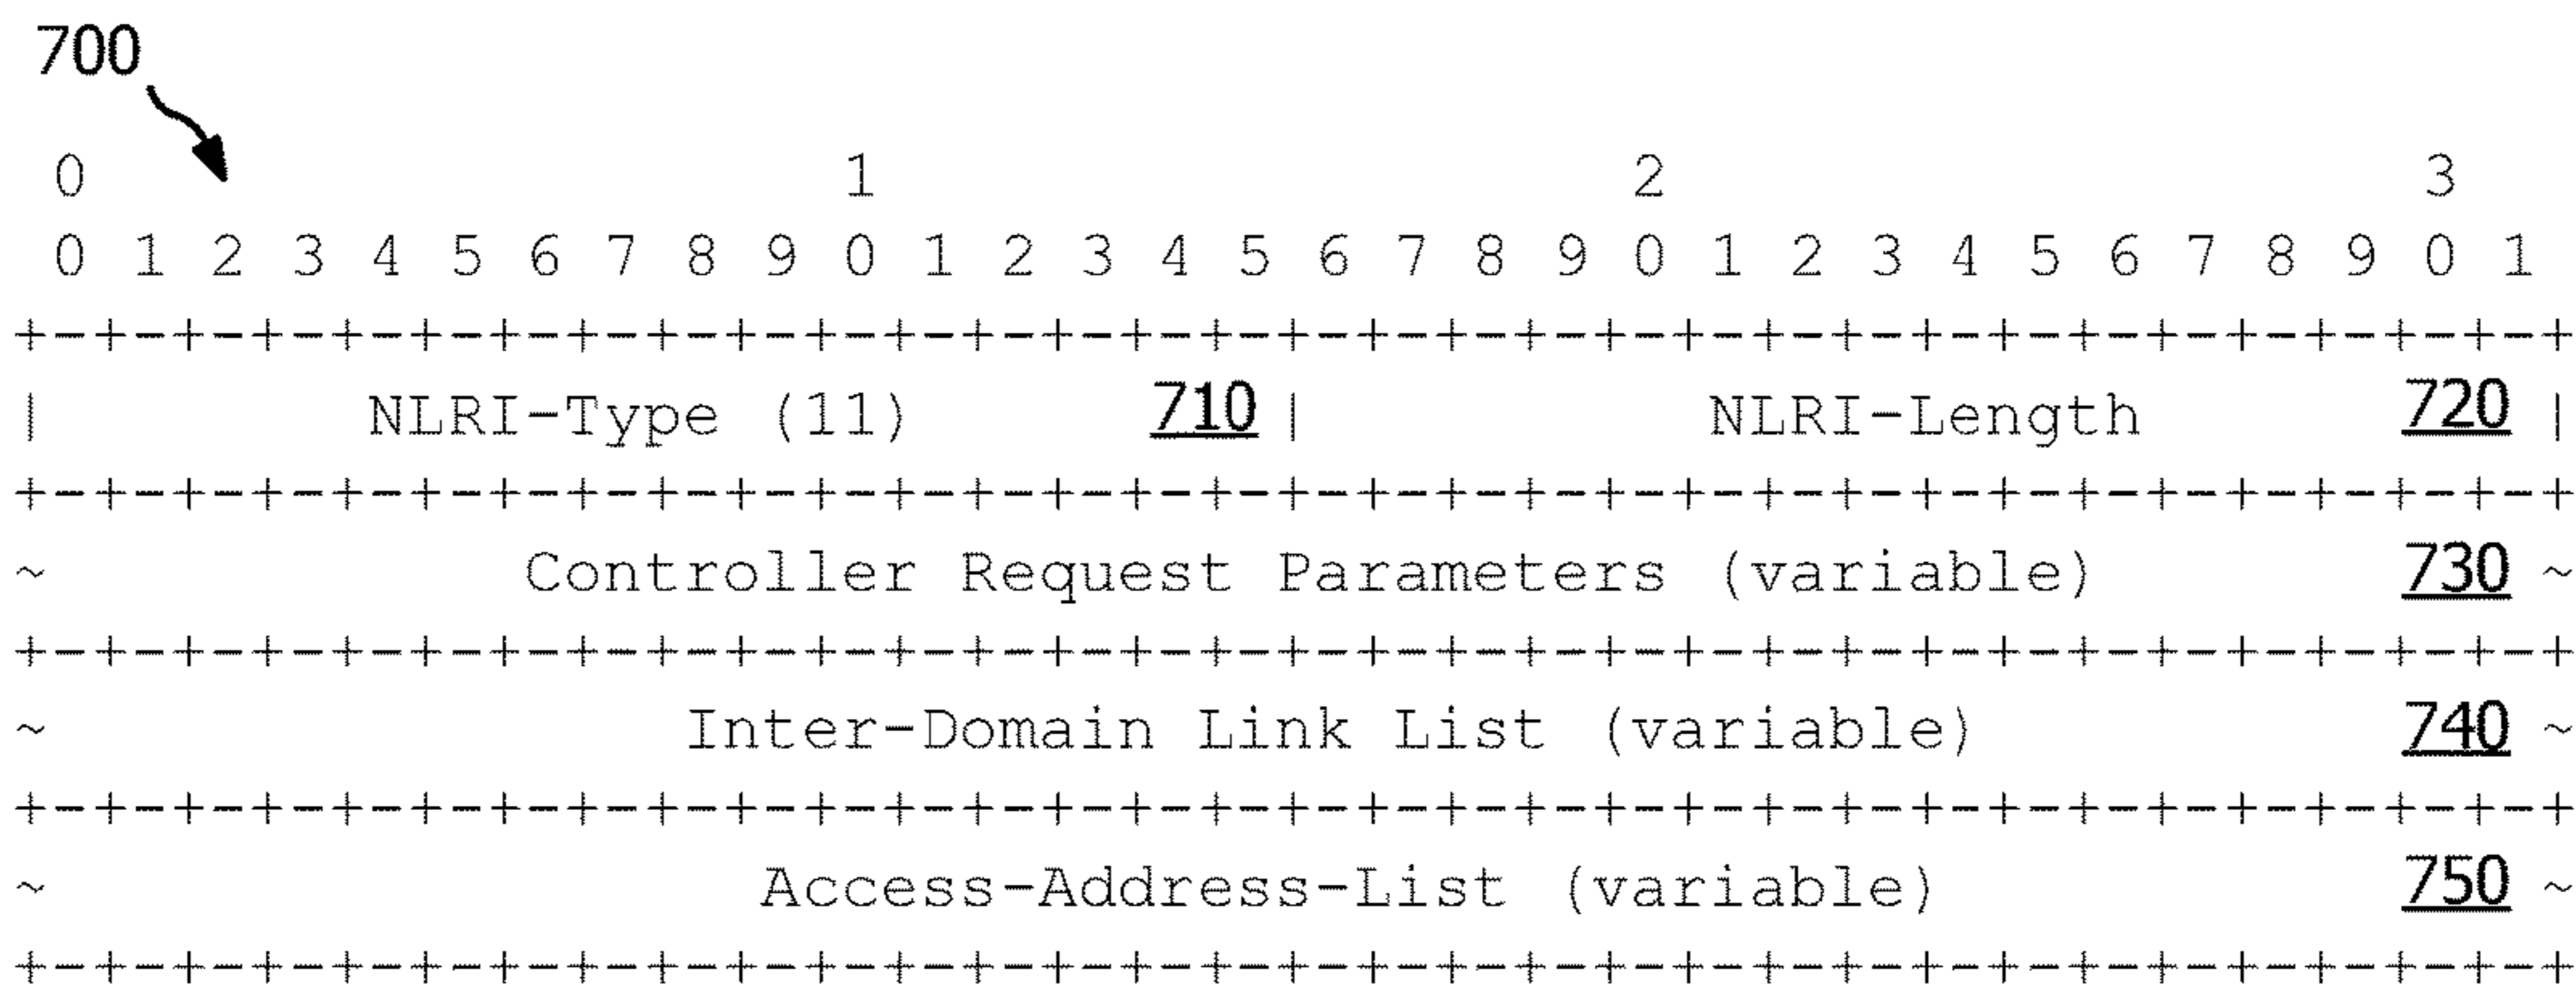 700
0 1 2 3
0 1 2 3 4 5 6 7 8 9 0 1 2 3 4 5 6 7 8 9 0 1 2 3 4 5 6 7 8 9 0 1
+-+-+-+-+-+-+-+-+-+-+-+-+-+-+-+-+-+-+-+-+-+-+-+-+-+-+-+-+-+-+-+-+
| NLRI-Type (11) 710 | NLRI-Length 720 |
+-+-+-+-+-+-+-+-+-+-+-+-+-+-+-+-+-+-+-+-+-+-+-+-+-+-+-+-+-+-+-+-+
~ Controller Request Parameters (variable) 730 ~
+-+-+-+-+-+-+-+-+-+-+-+-+-+-+-+-+-+-+-+-+-+-+-+-+-+-+-+-+-+-+-+-+
~ Inter-Domain Link List (variable) 740 ~
+-+-+-+-+-+-+-+-+-+-+-+-+-+-+-+-+-+-+-+-+-+-+-+-+-+-+-+-+-+-+-+-+
~ Access-Address-List (variable) 750 ~
+-+-+-+-+-+-+-+-+-+-+-+-+-+-+-+-+-+-+-+-+-+-+-+-+-+-+-+-+-+-+-+-+